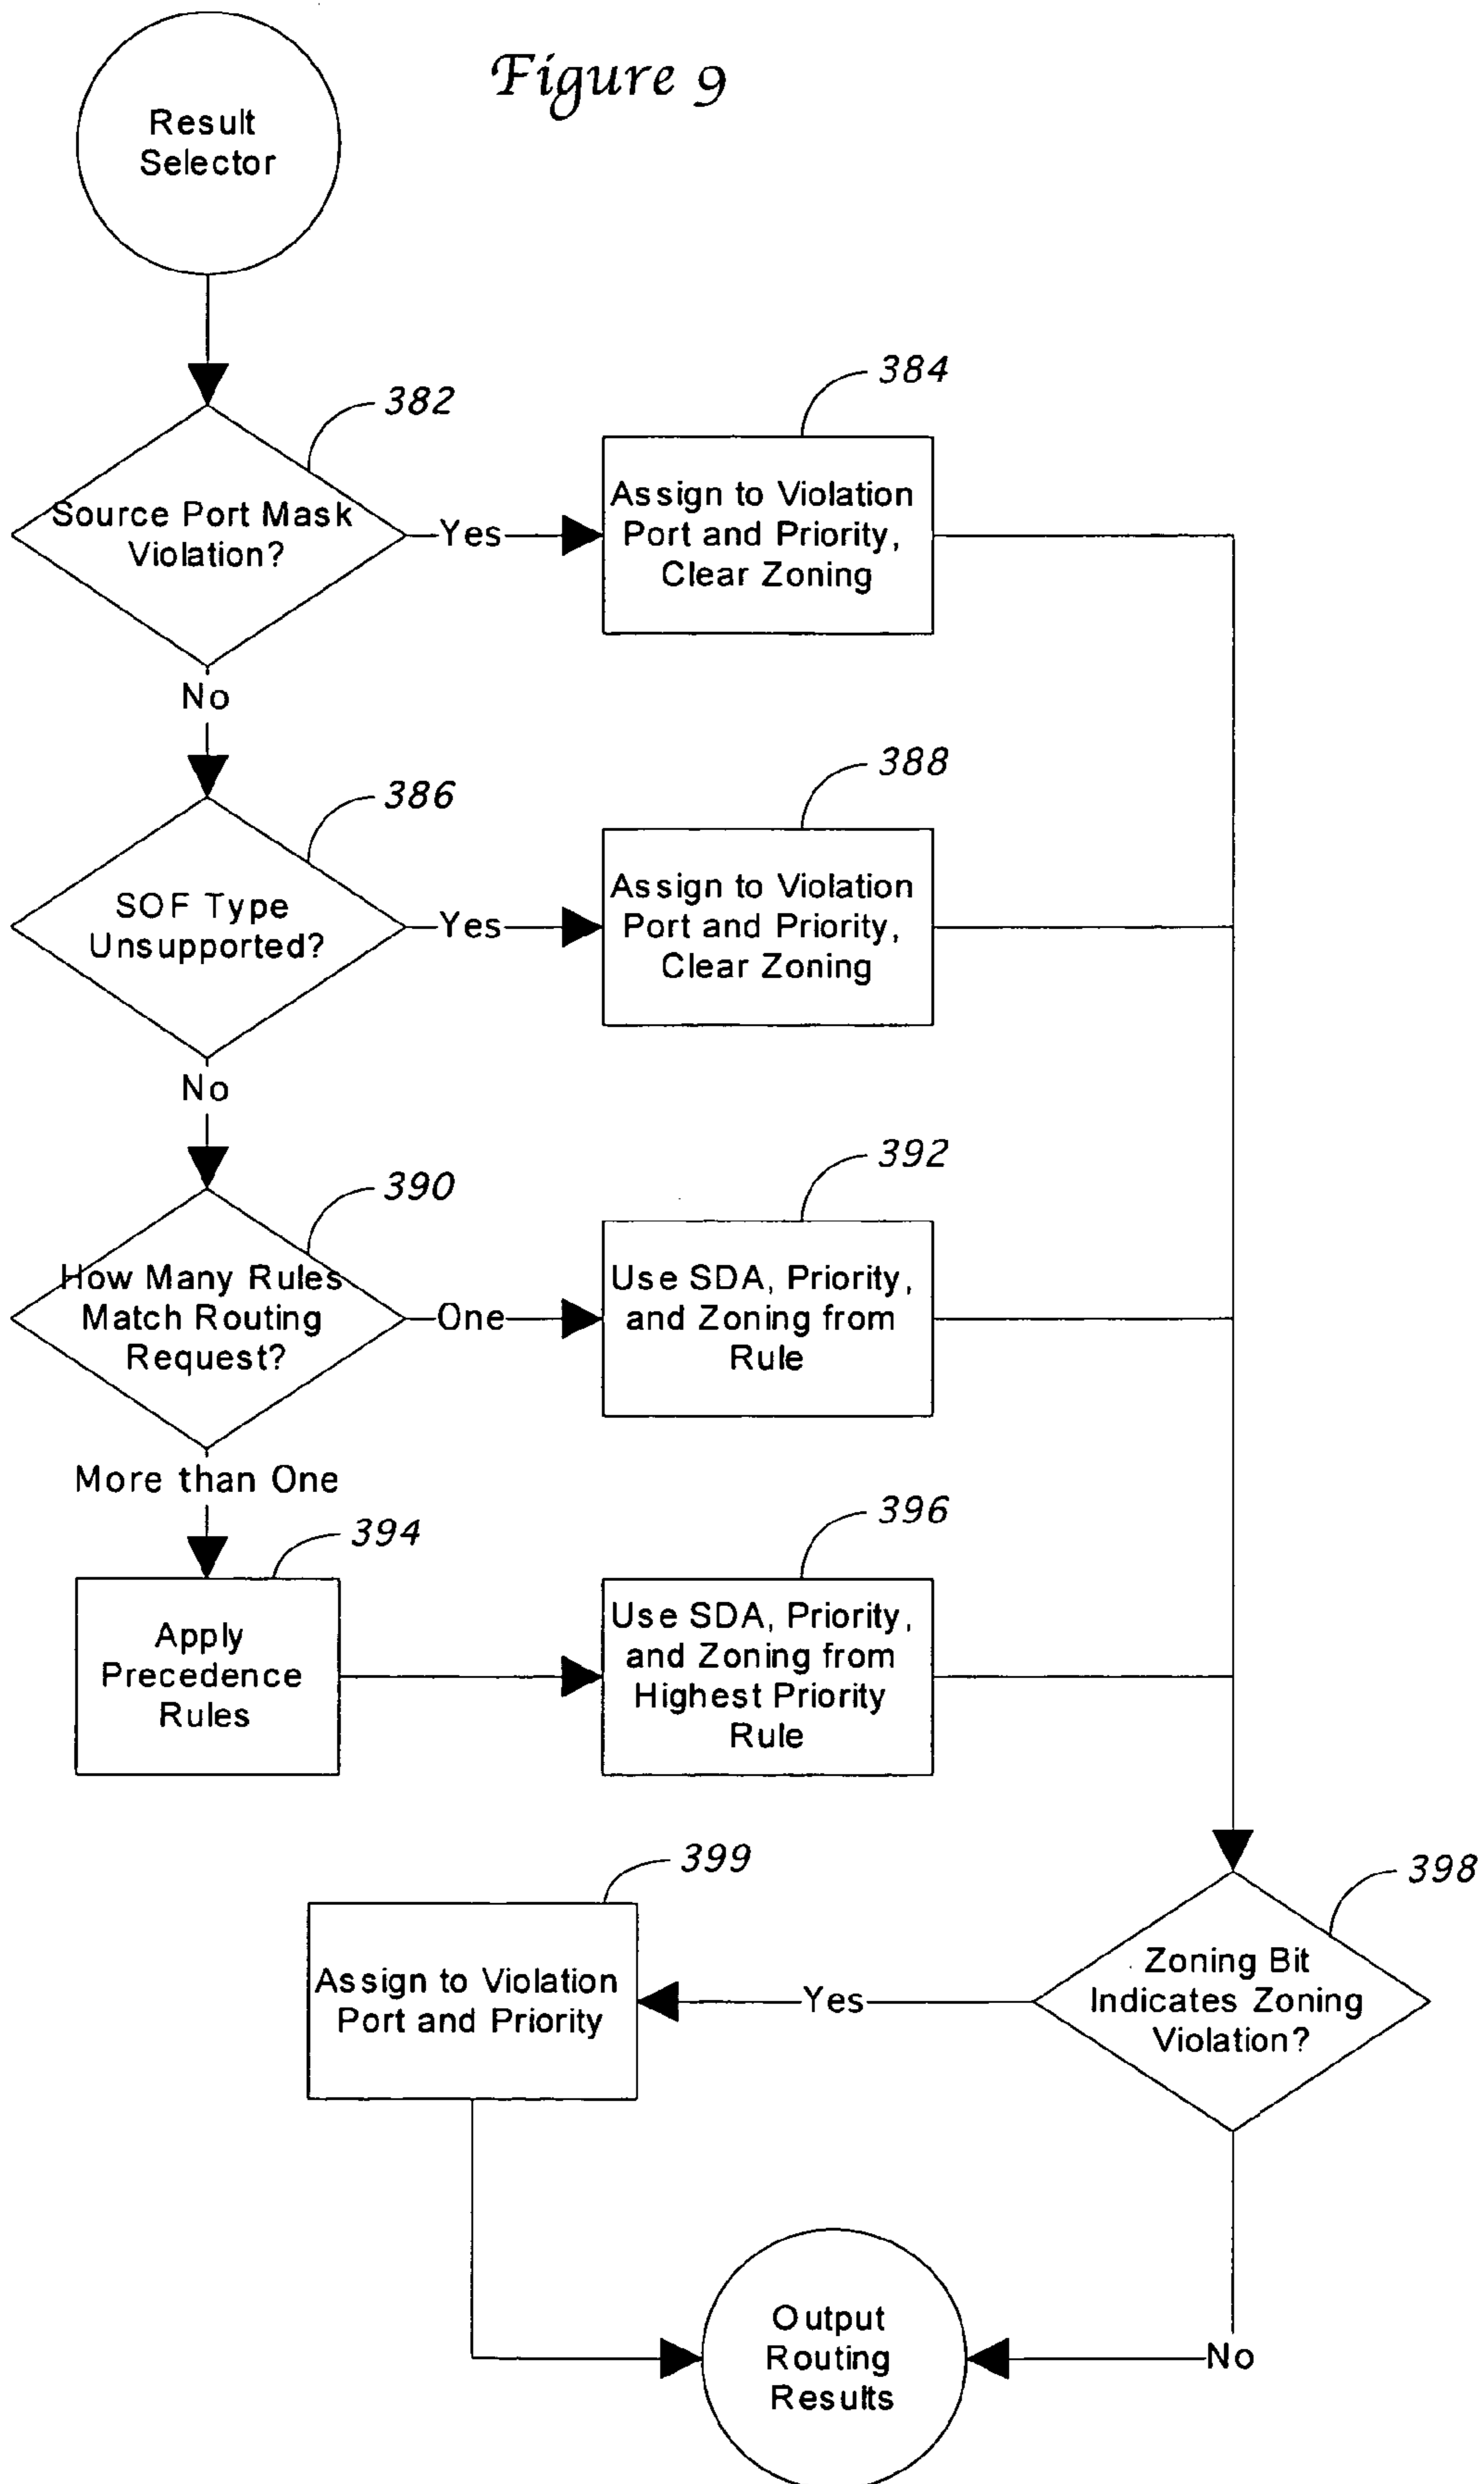 Figure 9
Result
Selector
382
Source Port Mask
Violation?
Yes
384
Assign to Violation
Port and Priority,
Clear Zoning
No
386
SOF Type
Unsupported?
Yes
388
Assign to Violation
Port and Priority,
Clear Zoning
No
390
How Many Rules
Match Routing
Request?
One
392
Use SDA, Priority,
and Zoning from
Rule
More than One
394
Apply
Precedence
Rules
396
Use SDA, Priority,
and Zoning from
Highest Priority
Rule
398
Zoning Bit
Indicates Zoning
Violation?
Yes
399
Assign to Violation
Port and Priority
No
Output
Routing
Results